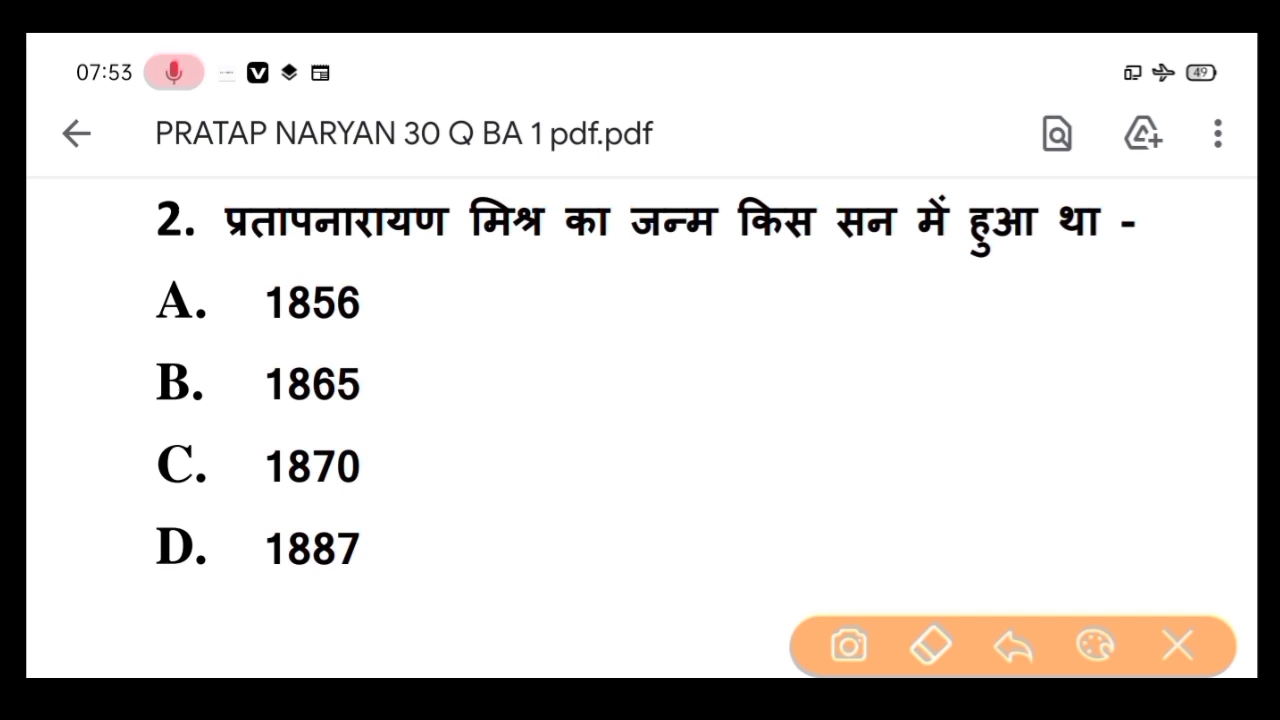 07:53
49
PRATAP NARYAN 30 Q BA 1 pdf.pdf
2. प्रतापनारायण मिश्र का जन्म किस सन में हुआ था -
A. 1856
B. 1865
C. 1870
D. 1887